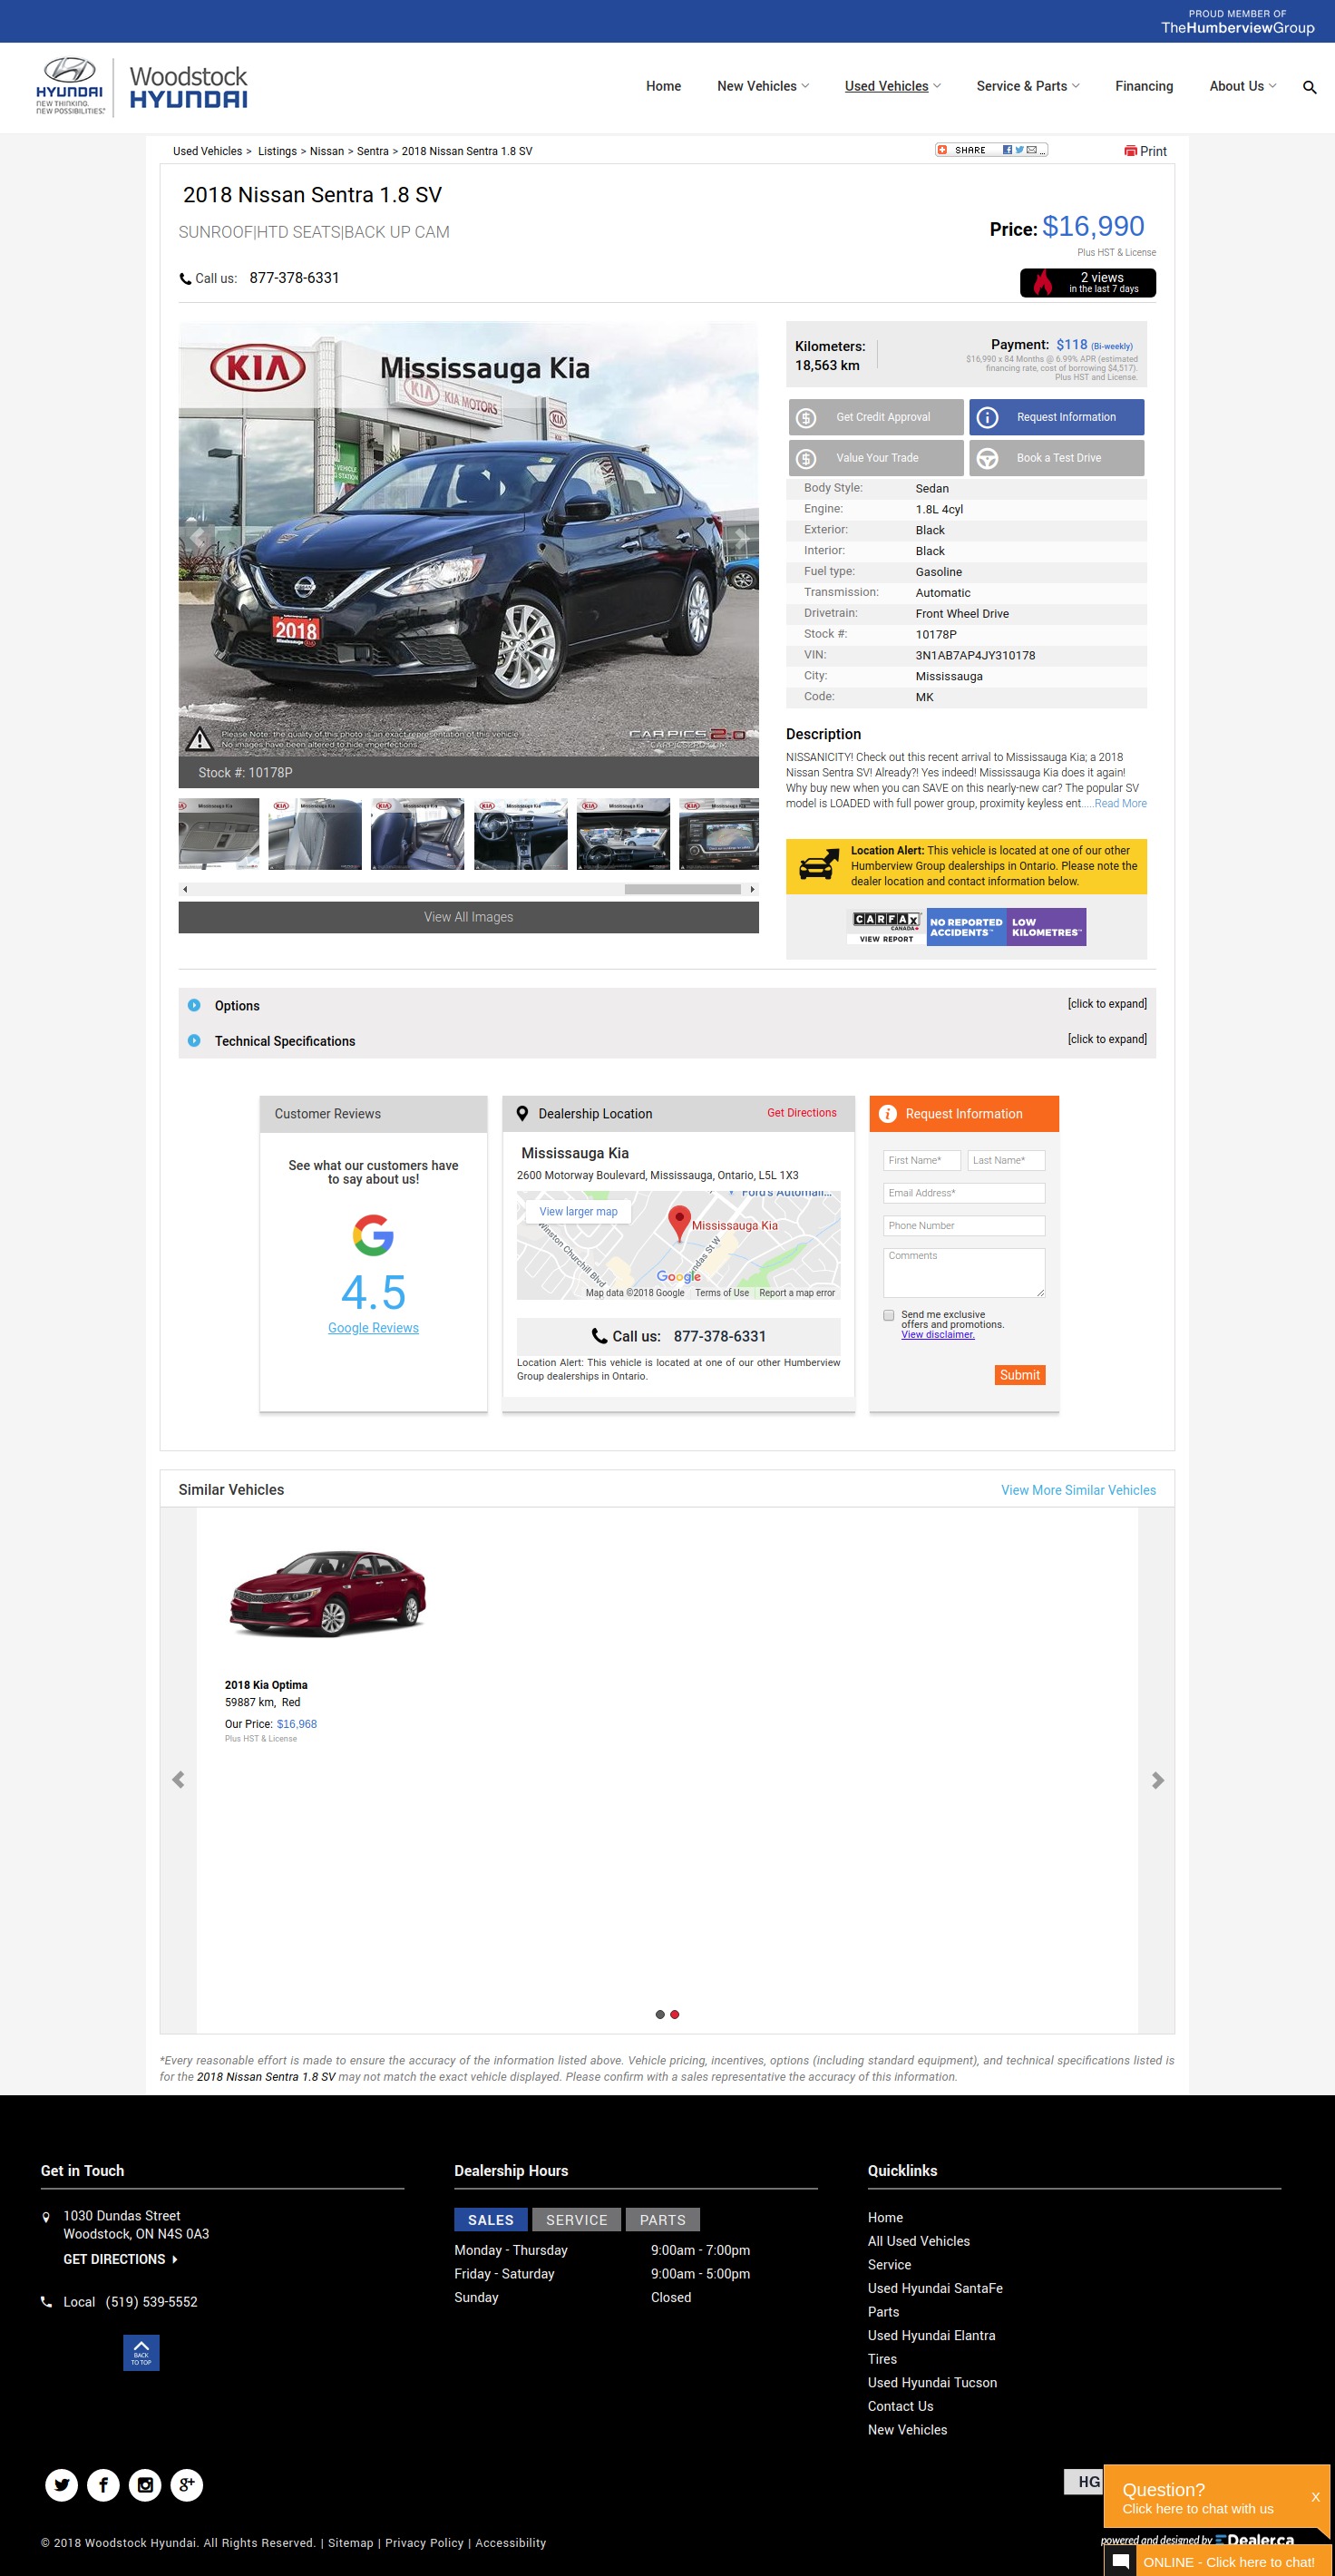 PROUD MEMBER OF
TheHumberviewGroup
HYUNDAI
NEW THINKING.
NEW POSSIBILITIES.
Woodstock
HYUNDAI
Home
New Vehicles
Used Vehicles
Service & Parts
Financing
About Us
Used Vehicles > Listings > Nissan > Sentra > 2018 Nissan Sentra 1.8 SV
SHARE
...
Print
2018 Nissan Sentra 1.8 SV
SUNROOF|HTD SEATS|BACK UP CAM
Price: $16,990
Plus HST & License
Call us: 877-378-6331
2 views
in the last 7 days
KIA
Mississauga Kia
KIA
KIA MOTORS
KIA
VEHICLE
STATION
2018
Mississauga
Please Note: the quality of this photo is an exact representation of this vehicle.
No images have been altered to hide imperfections.
CARPICS2.0
CARPICS2P0.COM
Stock #: 10178P
View All Images
Kilometers:
18,563 km
Payment: $118 (Bi-weekly)
$16,990 x 84 Months @ 6.99% APR (estimated
financing rate, cost of borrowing $4,517).
Plus HST and License.
Get Credit Approval
Request Information
Value Your Trade
Book a Test Drive
Body Style: Sedan
Engine: 1.8L 4cyl
Exterior: Black
Interior: Black
Fuel type: Gasoline
Transmission: Automatic
Drivetrain: Front Wheel Drive
Stock #: 10178P
VIN: 3N1AB7AP4JY310178
City: Mississauga
Code: MK
Description
NISSANICITY! Check out this recent arrival to Mississauga Kia; a 2018
Nissan Sentra SV! Already?! Yes indeed! Mississauga Kia does it again!
Why buy new when you can SAVE on this nearly-new car? The popular SV
model is LOADED with full power group, proximity keyless ent.....Read More
Location Alert: This vehicle is located at one of our other
Humberview Group dealerships in Ontario. Please note the
dealer location and contact information below.
CARFAX
CANADA
VIEW REPORT
NO REPORTED
ACCIDENTS™
LOW
KILOMETRES™
Options
[click to expand]
Technical Specifications
[click to expand]
Customer Reviews
See what our customers have
to say about us!
4.5
Google Reviews
Dealership Location
Get Directions
Mississauga Kia
2600 Motorway Boulevard, Mississauga, Ontario, L5L 1X3
Ford's Automall...
View larger map
Mississauga Kia
Winston Churchill Blvd
ndas St W
Google
Map data ©2018 Google
Terms of Use
Report a map error
Call us: 877-378-6331
Location Alert: This vehicle is located at one of our other Humberview
Group dealerships in Ontario.
Request Information
First Name*
Last Name*
Email Address*
Phone Number
Comments
Send me exclusive
offers and promotions.
View disclaimer.
Submit
Similar Vehicles
View More Similar Vehicles
2018 Kia Optima
59887 km, Red
Our Price: $16,968
Plus HST & License
*Every reasonable effort is made to ensure the accuracy of the information listed above. Vehicle pricing, incentives, options (including standard equipment), and technical specifications listed is
for the 2018 Nissan Sentra 1.8 SV may not match the exact vehicle displayed. Please confirm with a sales representative the accuracy of this information.
Get in Touch
1030 Dundas Street
Woodstock, ON N4S 0A3
GET DIRECTIONS
Local (519) 539-5552
BACK
TO TOP
Dealership Hours
SALES
SERVICE
PARTS
Monday - Thursday 9:00am - 7:00pm
Friday - Saturday 9:00am - 5:00pm
Sunday Closed
Quicklinks
Home
All Used Vehicles
Service
Used Hyundai SantaFe
Parts
Used Hyundai Elantra
Tires
Used Hyundai Tucson
Contact Us
New Vehicles
HG
Question?
Click here to chat with us
X
© 2018 Woodstock Hyundai. All Rights Reserved. | Sitemap | Privacy Policy | Accessibility
powered and designed by EDealer.ca
ONLINE - Click here to chat!